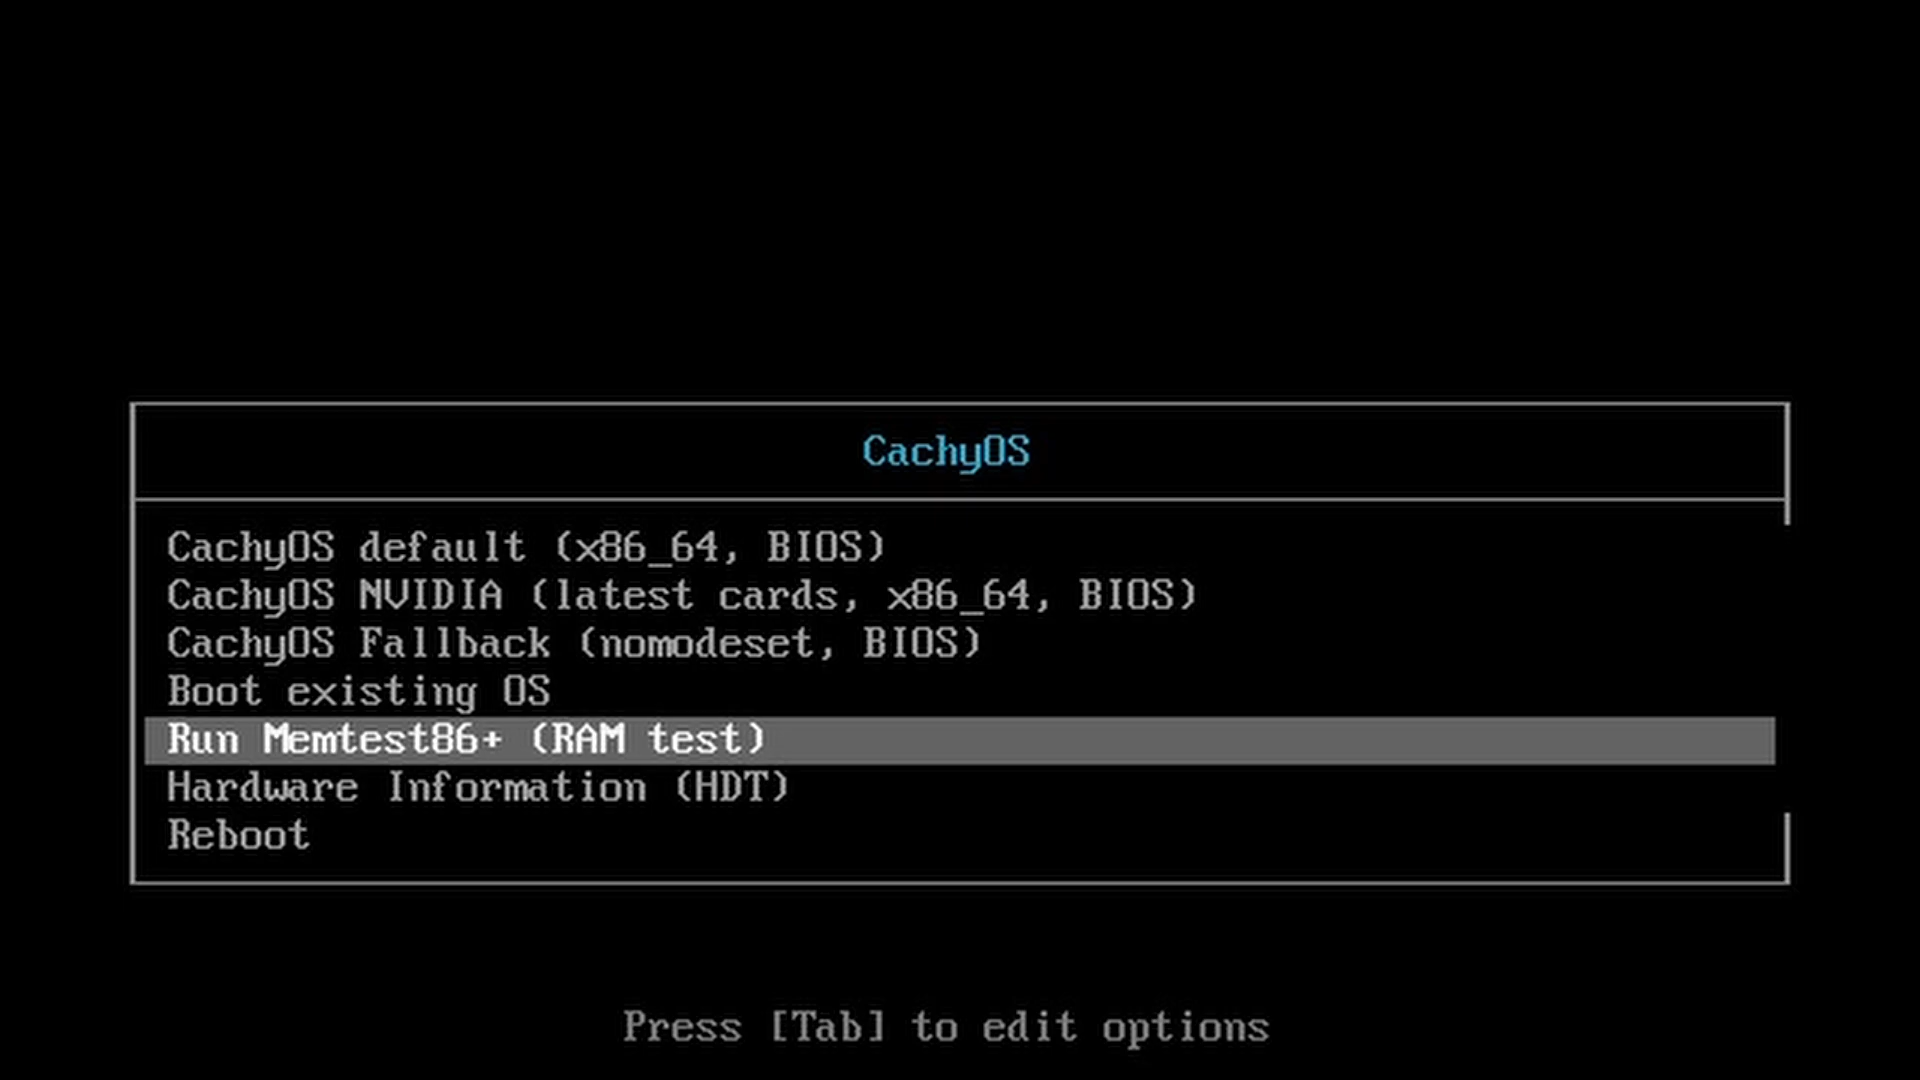 CachyOS
CachyOS default (x86_64, BIOS)
CachyOS NVIDIA (latest cards, x86_64, BIOS)
CachyOS Fallback (nomodeset, BIOS)
Boot existing OS
Run Memtest86+ (RAM test)
Hardware Information (HDT)
Reboot
Press [Tab] to edit options